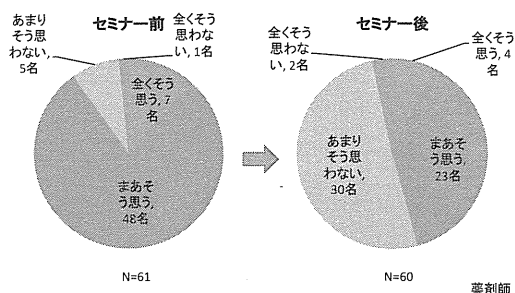 セミナー前
あまり
そう思
わない,
5名
全くそう
思わな
い, 1名
全くそう
思う, 7
名
まあそ
う思う,
48名
N=61
セミナー後
全くそう
思わな
い, 2名
全くそう
思う, 4
名
あまり
そう思
わない,
30名
まあそ
う思う,
23名
N=60
薬剤師